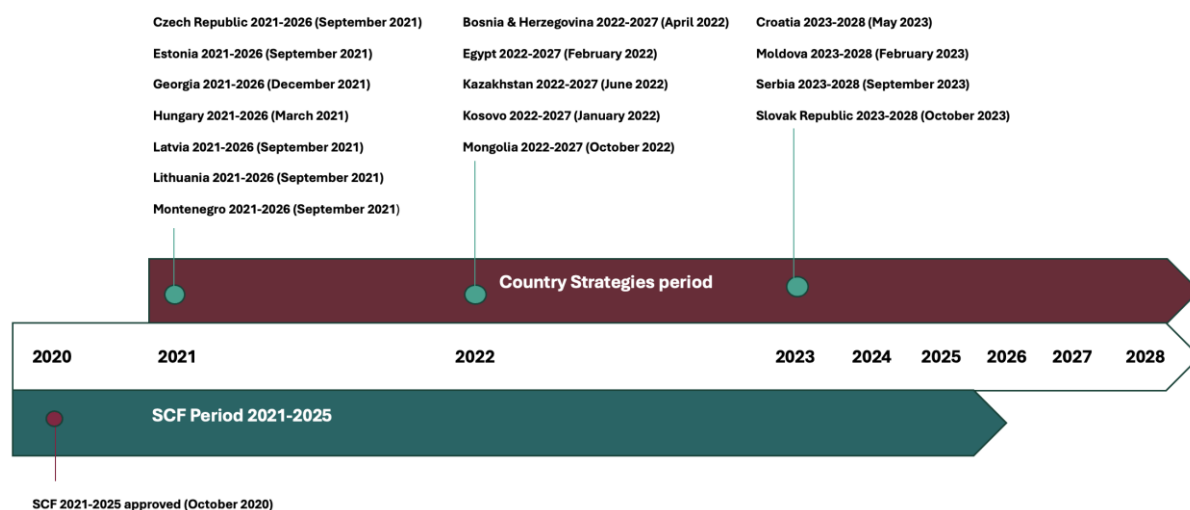 Czech Republic 2021-2026 (September 2021)
Estonia 2021-2026 (September 2021)
Georgia 2021-2026 (December 2021)
Hungary 2021-2026 (March 2021)
Latvia 2021-2026 (September 2021)
Lithuania 2021-2026 (September 2021)
Montenegro 2021-2026 (September 2021)
Bosnia & Herzegovina 2022-2027 (April 2022)
Egypt 2022-2027 (February 2022)
Kazakhstan 2022-2027 (June 2022)
Kosovo 2022-2027 (January 2022)
Mongolia 2022-2027 (October 2022)
Croatia 2023-2028 (May 2023)
Moldova 2023-2028 (February 2023)
Serbia 2023-2028 (September 2023)
Slovak Republic 2023-2028 (October 2023)
Country Strategies period
2020 2021 2022 2023 2024 2025 2026 2027 2028
SCF Period 2021-2025
SCF 2021-2025 approved (October 2020)